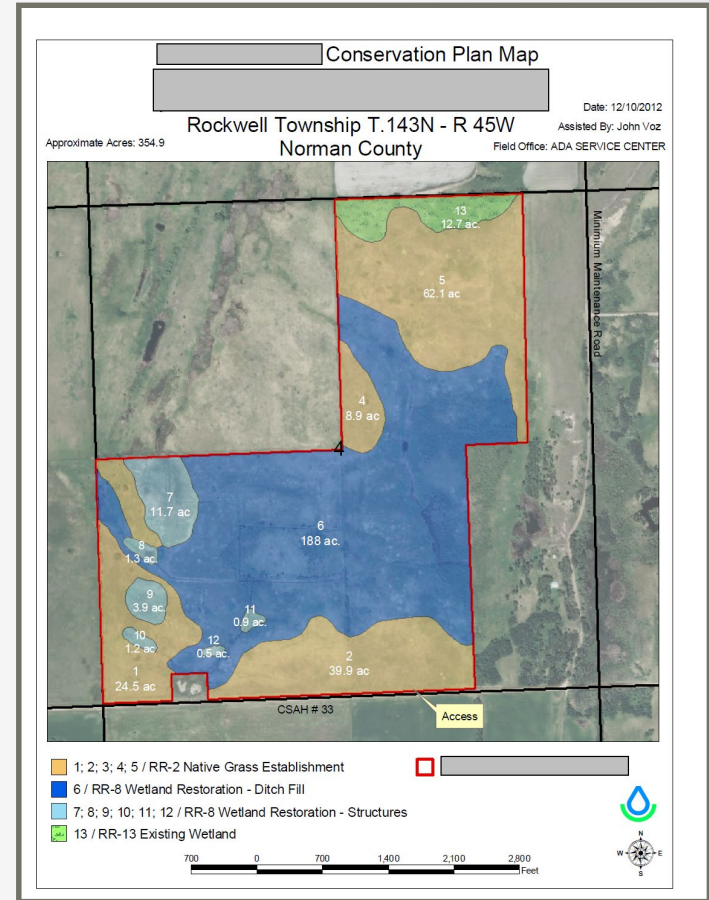 Conservation Plan Map
Date: 12/10/2012
Rockwell Township T.143N - R 45W
Assisted By: John Voz
Approximate Acres: 354.9
Norman County
Field Office: ADA SERVICE CENTER
13
12.7 ac.
Minimium Maintenance Road
5
62.1 ac
4
8.9 ac
4
7
11.7 ac
6
188 ac.
8
1.3 ac.
9
3.9 ac.
11
0.9 ac.
10
1.2 ac.
12
0.5 ac.
2
39.9 ac
1
24.5 ac
CSAH # 33
Access
1; 2; 3; 4; 5 / RR-2 Native Grass Establishment
6 / RR-8 Wetland Restoration - Ditch Fill
7; 8; 9; 10; 11; 12 / RR-8 Wetland Restoration - Structures
13 / RR-13 Existing Wetland
N
W E
S
700 0 700 1,400 2,100 2,800
Feet